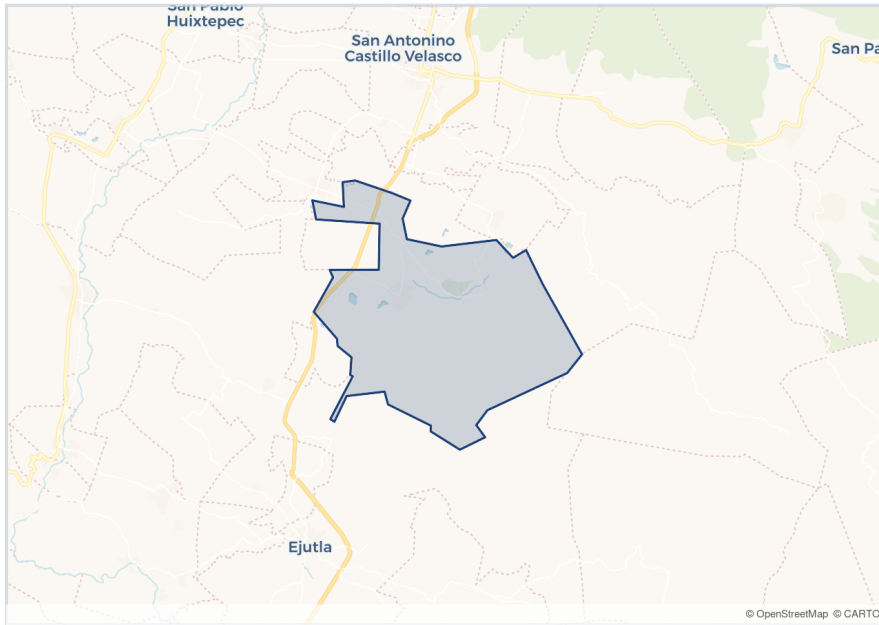 San Pablo
Huixtepec
San Antonino
Castillo Velasco
San Pa
Ejutla
© OpenStreetMap © CARTO